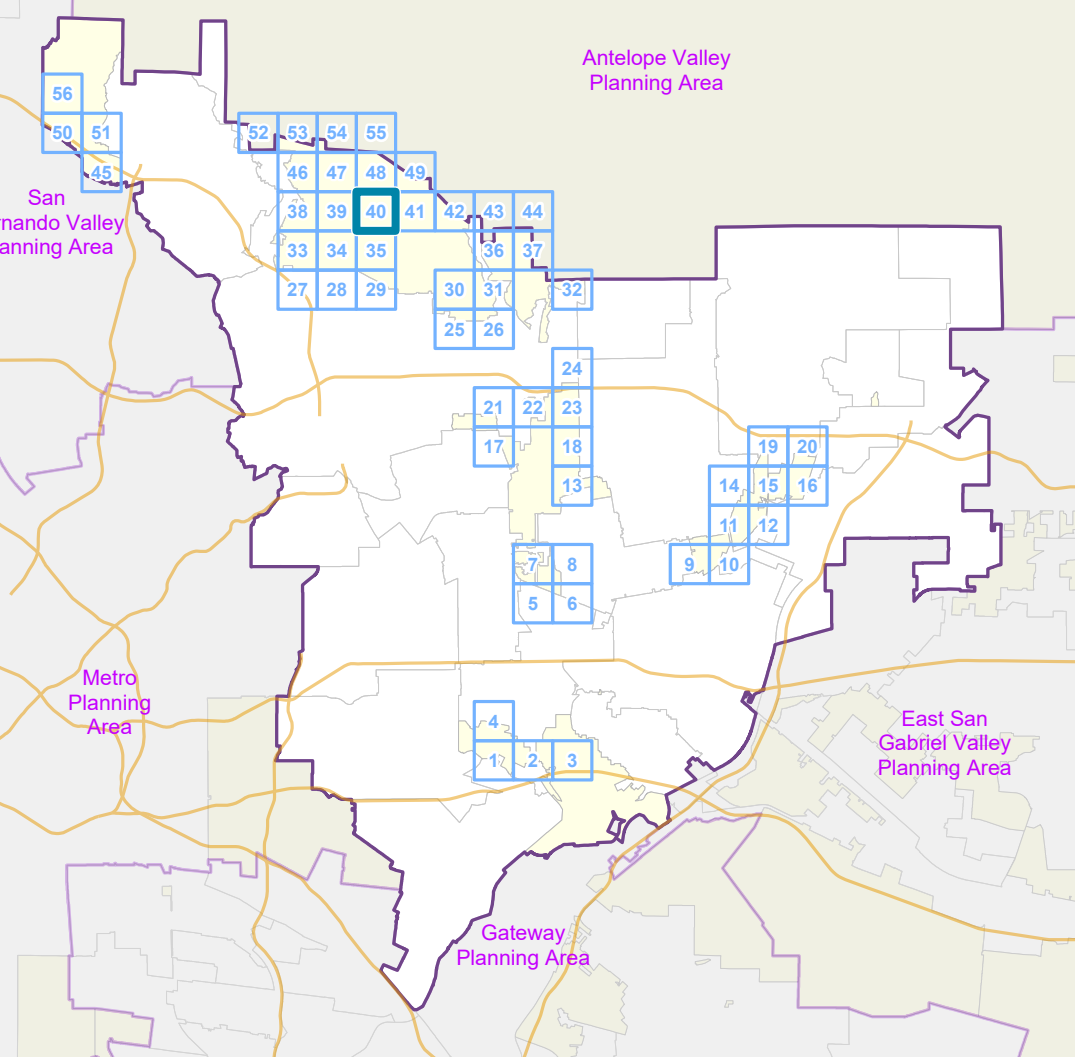 Antelope Valley
Planning Area
56
50 51
52 53 54 55
45
46 47 48 49
San
rnando Valley
anning Area
38 39 40 41 42 43 44
33 34 35
36 37
27 28 29
30 31
32
25 26
24
21 22 23
17
18
19 20
13
14 15 16
11 12
7 8
9 10
5 6
Metro
Planning
Area
4
East San
Gabriel Valley
Planning Area
1 2 3
Gateway
Planning Area